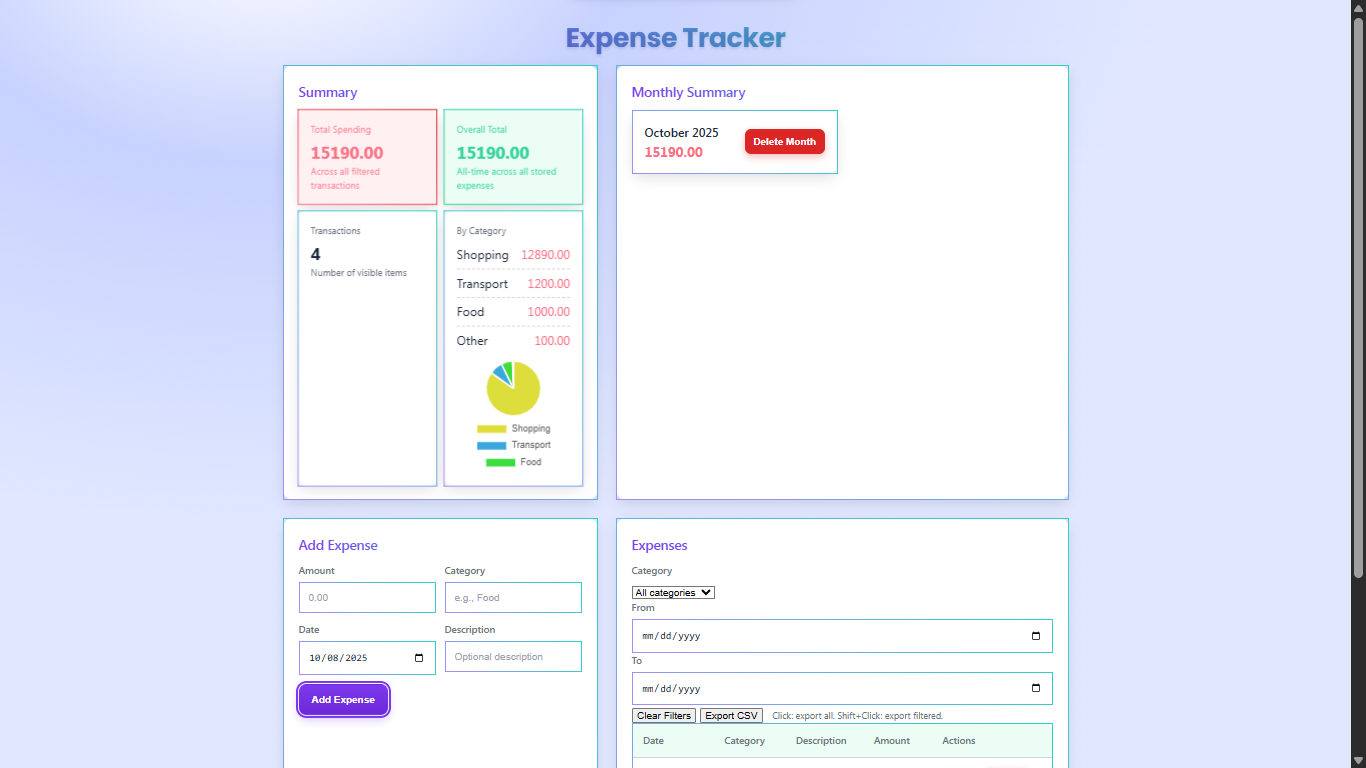 Expense Tracker
Summary
Total Spending
15190.00
Across all filtered
transactions
Overall Total
15190.00
All-time across all stored
expenses
Transactions
4
Number of visible items
By Category
Shopping 12890.00
Transport 1200.00
Food 1000.00
Other 100.00
Shopping
Transport
Food
Monthly Summary
October 2025
15190.00
Delete Month
Add Expense
Amount
0.00
Category
e.g., Food
Date
10/08/2025
Description
Optional description
Add Expense
Expenses
Category
All categories
From
mm/dd/yyyy
To
mm/dd/yyyy
Clear Filters Export CSV Click: export all. Shift+Click: export filtered.
Date Category Description Amount Actions